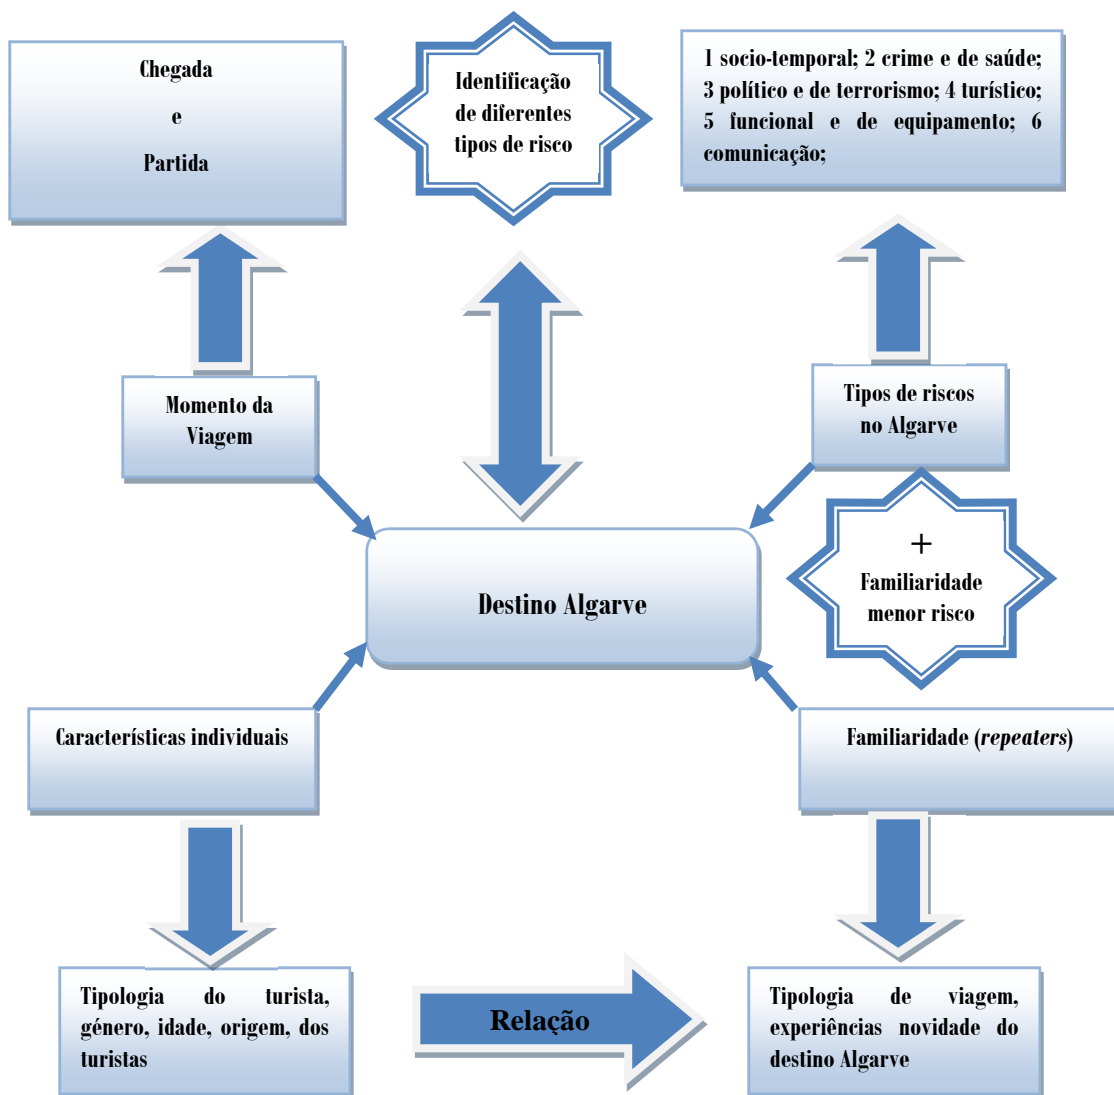 Chegada
e
Partida
Identificação
de diferentes
tipos de risco
1 socio-temporal; 2 crime e de saúde;
3 político e de terrorismo; 4 turístico;
5 funcional e de equipamento; 6
comunicação;
Momento da
Viagem
Tipos de riscos
no Algarve
Destino Algarve
+
Familiaridade
menor risco
Características individuais
Familiaridade (repeaters)
Tipologia do turista,
género, idade, origem, dos
turistas
Relação
Tipologia de viagem,
experiências novidade do
destino Algarve